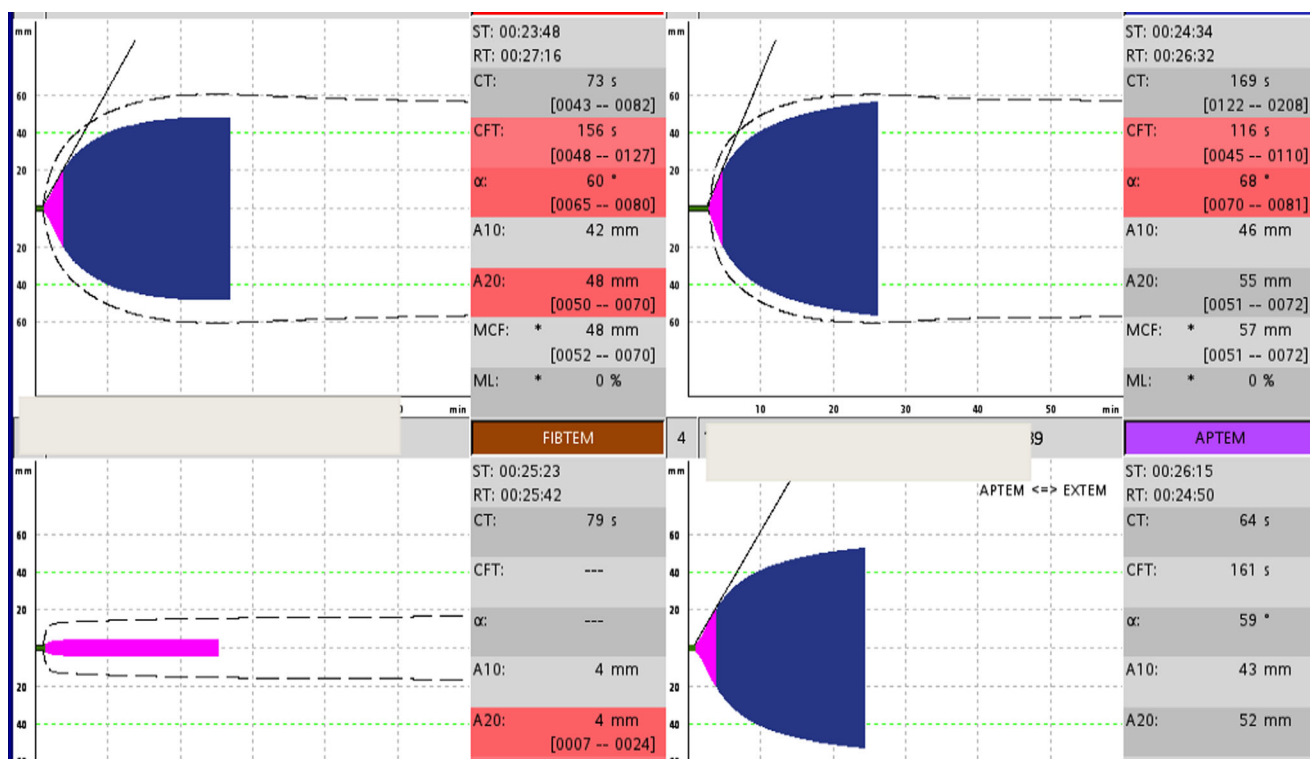 mm
60
40
20
20
40
60
min
ST: 00:23:48
RT: 00:27:16
CT: 73 s
[0043 -- 0082]
CFT: 156 s
[0048 -- 0127]
α: 60 °
[0065 -- 0080]
A10: 42 mm
A20: 48 mm
[0050 -- 0070]
MCF: * 48 mm
[0052 -- 0070]
ML: * 0 %
mm
60
40
20
20
40
60
10 20 30 40 50 min
ST: 00:24:34
RT: 00:26:32
CT: 169 s
[0122 -- 0208]
CFT: 116 s
[0045 -- 0110]
α: 68 °
[0070 -- 0081]
A10: 46 mm
A20: 55 mm
[0051 -- 0072]
MCF: * 57 mm
[0051 -- 0072]
ML: * 0 %
FIBTEM
mm
60
40
20
20
40
ST: 00:25:23
RT: 00:25:42
CT: 79 s
CFT: ---
α: ---
A10: 4 mm
A20: 4 mm
[0007 -- 0024]
4
39
APTEM
mm
60
40
20
20
40
APTEM <=> EXTEM
ST: 00:26:15
RT: 00:24:50
CT: 64 s
CFT: 161 s
α: 59 °
A10: 43 mm
A20: 52 mm